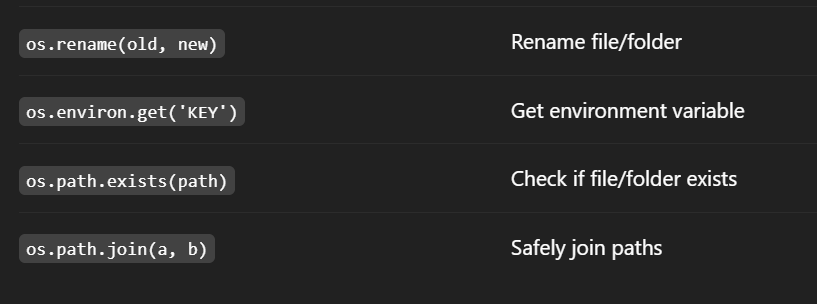 os.rename(old, new) Rename file/folder
os.environ.get('KEY') Get environment variable
os.path.exists(path) Check if file/folder exists
os.path.join(a, b) Safely join paths